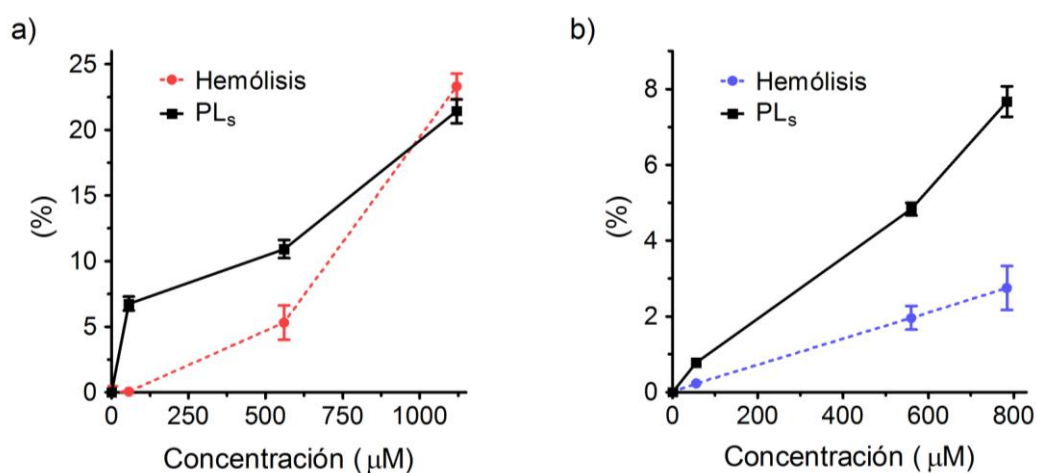 a)
25
20
15
10
5
0
(%)
Hemólisis
PLs
0 250 500 750 1000
Concentración ( μM)
b)
8
6
4
2
0
(%)
Hemólisis
PLs
0 200 400 600 800
Concentración ( μM)